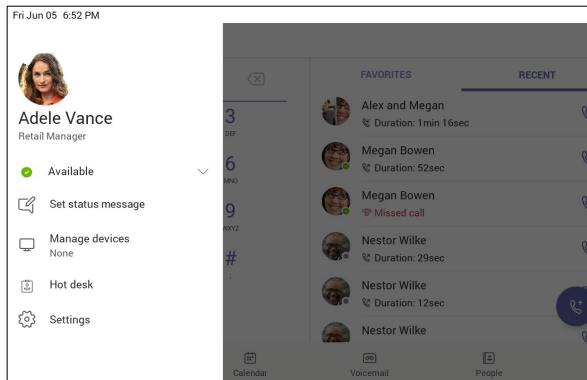 Fri Jun 05 6:52 PM
Adele Vance
Retail Manager
Available
Set status message
Manage devices
None
Hot desk
Settings
3
DEF
6
MNO
9
WXYZ
#
;
FAVORITES
RECENT
Alex and Megan
Duration: 1min 16sec
Megan Bowen
Duration: 52sec
Megan Bowen
Missed call
Nestor Wilke
Duration: 29sec
Nestor Wilke
Duration: 12sec
Nestor Wilke
Calendar
Voicemail
People